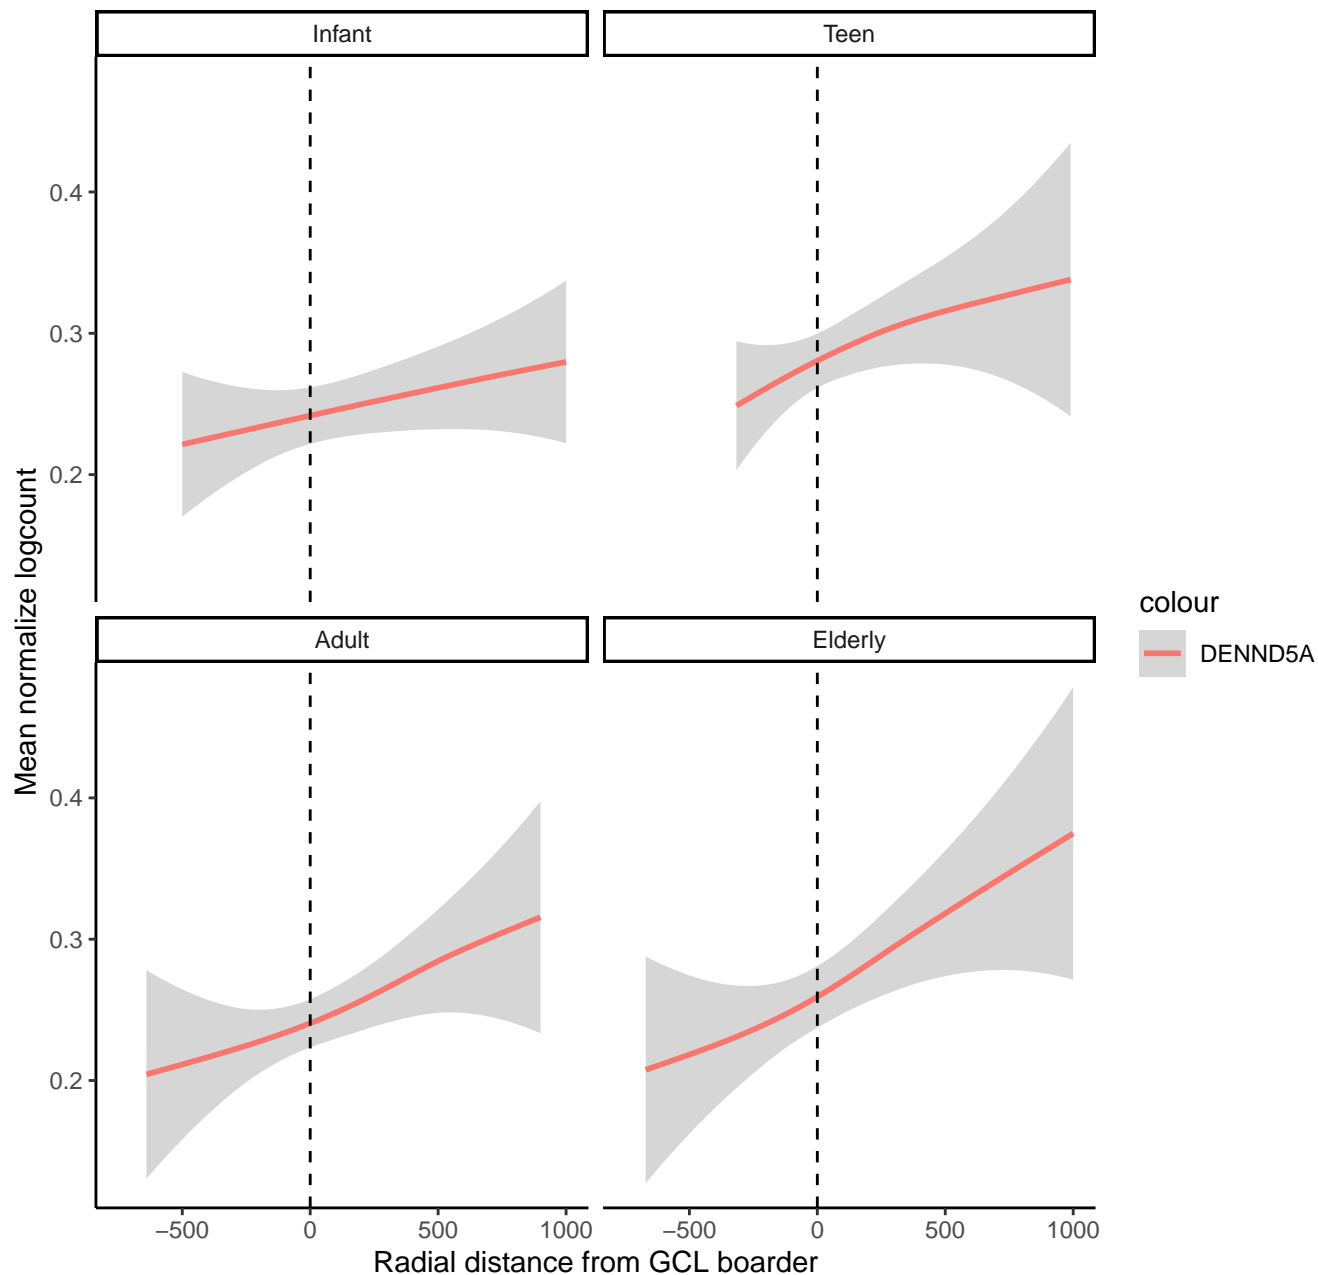 Infant
Teen
0.4
0.3
0.2
Adult
Elderly
0.4
0.3
0.2
−500
0
500
1000
−500
0
500
1000
Radial distance from GCL boarder
Mean normalize logcount
colour
DENND5A